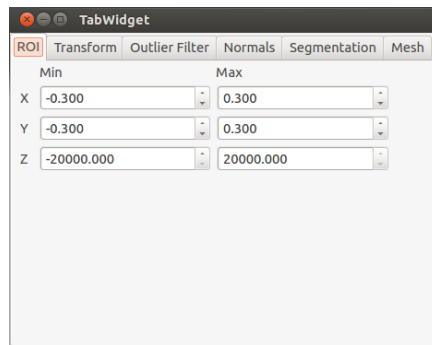 TabWidget
ROI Transform Outlier Filter Normals Segmentation Mesh
Min Max
X -0.300 0.300
Y -0.300 0.300
Z -20000.000 20000.000